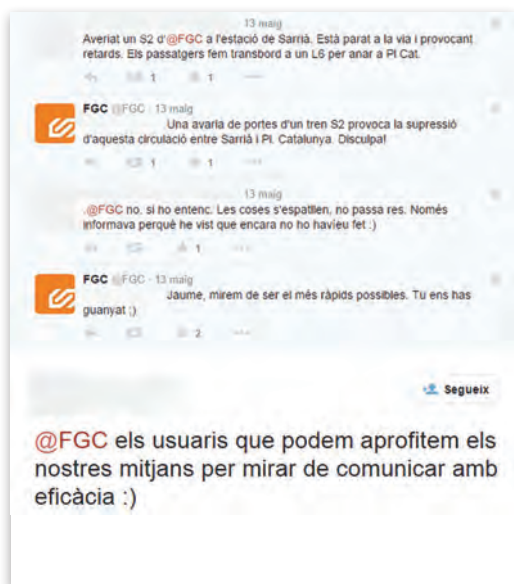 13 maig
Averiat un S2 d'@FGC a l'estació de Sarrià. Està parat a la via i provocant
retards. Els passatgers fem transbord a un L6 per anar a Pl Cat.
1 1
FGC @FGC · 13 maig
Una avaria de portes d'un tren S2 provoca la supressió
d'aquesta circulació entre Sarrià i Pl. Catalunya. Disculpa!
1 1
13 maig
.@FGC no, si ho entenc. Les coses s'espatllen, no passa res. Només
informava perquè he vist que encara no ho havíeu fet :)
1
FGC @FGC · 13 maig
Jaume, mirem de ser el més ràpids possibles. Tu ens has
guanyat ;)
2
Segueix
@FGC els usuaris que podem aprofitem els
nostres mitjans per mirar de comunicar amb
eficàcia :)